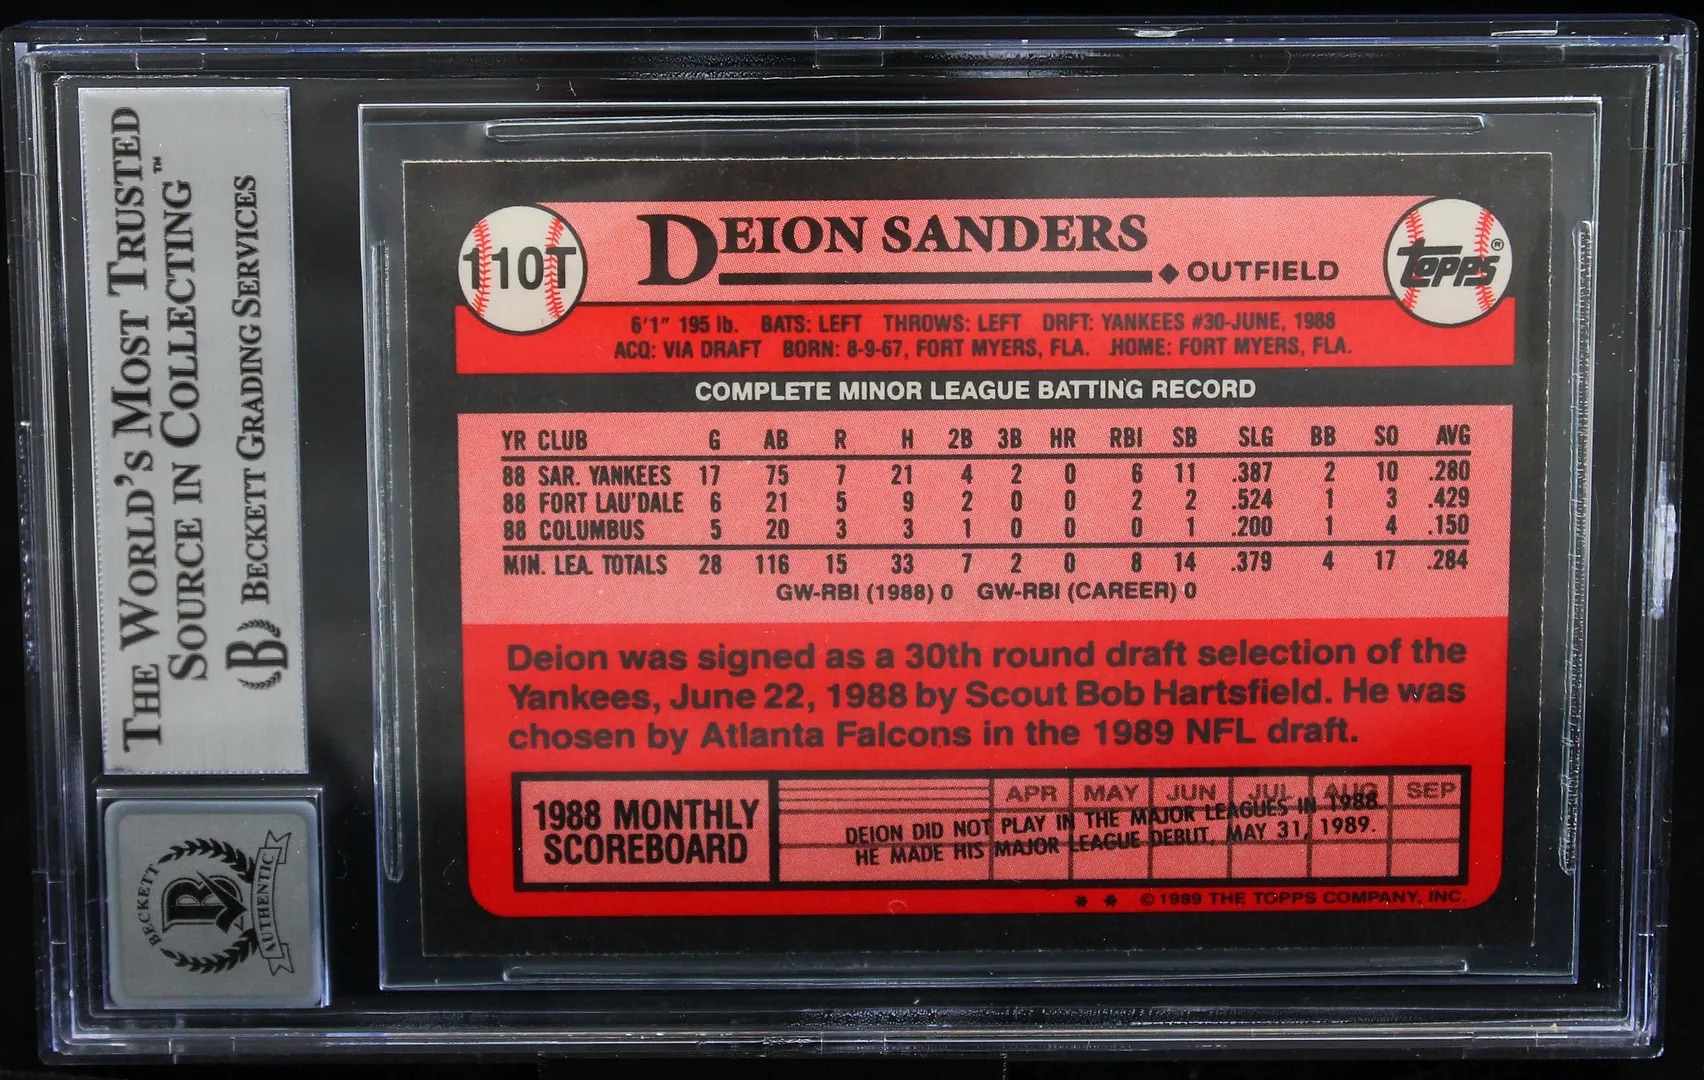 THE WORLD'S MOST TRUSTED
SOURCE IN COLLECTING™
B BECKETT GRADING SERVICES
BECKETT
B
AUTHENTIC
110T
DEION SANDERS
◆ OUTFIELD
TOPPS®
6'1" 195 lb. BATS: LEFT THROWS: LEFT DRFT: YANKEES #30-JUNE, 1988
ACQ: VIA DRAFT BORN: 8-9-67, FORT MYERS, FLA. HOME: FORT MYERS, FLA.
COMPLETE MINOR LEAGUE BATTING RECORD
YR CLUB G AB R H 2B 3B HR RBI SB SLG BB SO AVG
88 SAR. YANKEES 17 75 7 21 4 2 0 6 11 .387 2 10 .280
88 FORT LAU'DALE 6 21 5 9 2 0 0 2 2 .524 1 3 .429
88 COLUMBUS 5 20 3 3 1 0 0 0 1 .200 1 4 .150
MIN. LEA. TOTALS 28 116 15 33 7 2 0 8 14 .379 4 17 .284
GW-RBI (1988) 0 GW-RBI (CAREER) 0
Deion was signed as a 30th round draft selection of the
Yankees, June 22, 1988 by Scout Bob Hartsfield. He was
chosen by Atlanta Falcons in the 1989 NFL draft.
1988 MONTHLY
SCOREBOARD
APR MAY JUN JUL AUG SEP
DEION DID NOT PLAY IN THE MAJOR LEAGUES IN 1988.
HE MADE HIS MAJOR LEAGUE DEBUT, MAY 31, 1989.
* * © 1989 THE TOPPS COMPANY, INC.